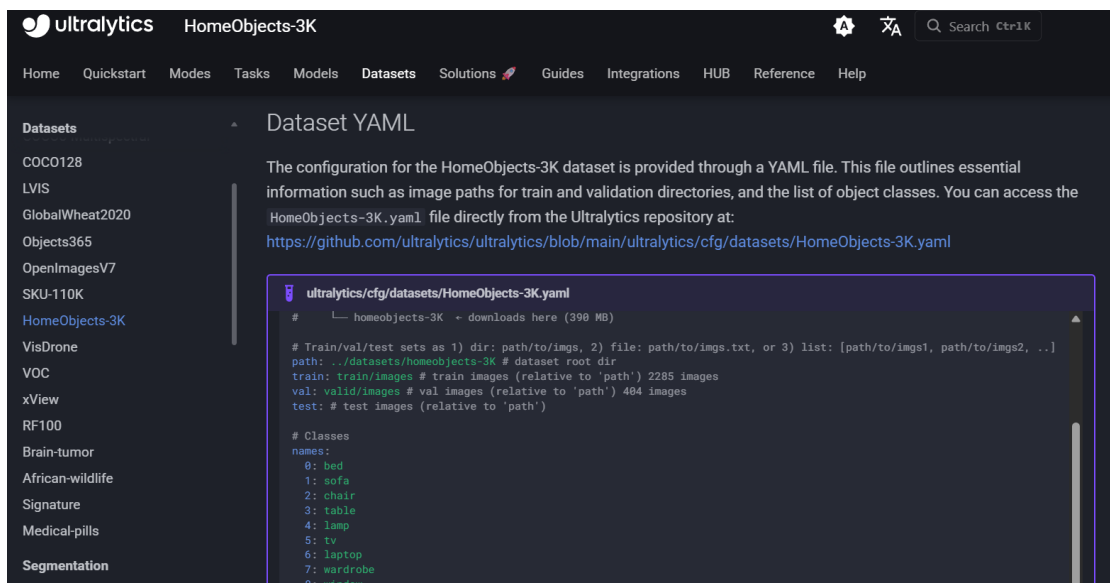 ultralytics HomeObjects-3K
Search Ctrl K
Home Quickstart Modes Tasks Models Datasets Solutions 🚀 Guides Integrations HUB Reference Help
Datasets
COCO128
LVIS
GlobalWheat2020
Objects365
OpenImagesV7
SKU-110K
HomeObjects-3K
VisDrone
VOC
xView
RF100
Brain-tumor
African-wildlife
Signature
Medical-pills
Segmentation
Dataset YAML
The configuration for the HomeObjects-3K dataset is provided through a YAML file. This file outlines essential
information such as image paths for train and validation directories, and the list of object classes. You can access the
HomeObjects-3K.yaml file directly from the Ultralytics repository at:
https://github.com/ultralytics/ultralytics/blob/main/ultralytics/cfg/datasets/HomeObjects-3K.yaml
ultralytics/cfg/datasets/HomeObjects-3K.yaml
#     └── homeobjects-3K  ← downloads here (390 MB)
# Train/val/test sets as 1) dir: path/to/imgs, 2) file: path/to/imgs.txt, or 3) list: [path/to/imgs1, path/to/imgs2, ..]
path: ../datasets/homeobjects-3K # dataset root dir
train: train/images # train images (relative to 'path') 2285 images
val: valid/images # val images (relative to 'path') 404 images
test: # test images (relative to 'path')
# Classes
names:
  0: bed
  1: sofa
  2: chair
  3: table
  4: lamp
  5: tv
  6: laptop
  7: wardrobe